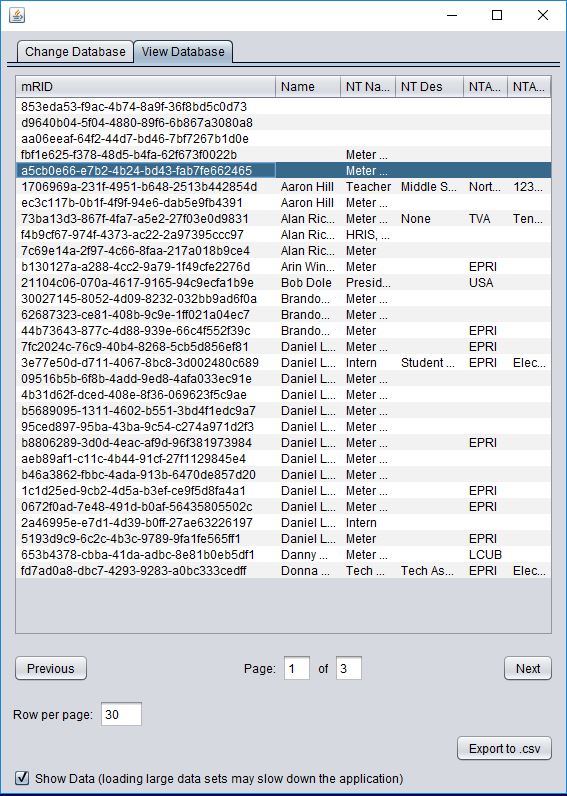 Change Database View Database
mRID Name NT Na... NT Des NTA... NTA...
853eda53-f9ac-4b74-8a9f-36f8bd5c0d73
d9640b04-5f04-4880-89f6-6b867a3080a8
aa06eeaf-64f2-44d7-bd46-7bf7267b1d0e
fbf1e625-f378-48d5-b4fa-62f673f0022b Meter ...
a5cb0e66-e7b2-4b24-bd43-fab7fe662465 Meter ...
1706969a-231f-4951-b648-2513b442854d Aaron Hill Teacher Middle S... Nort... 123...
ec3c117b-0b1f-4f9f-94e6-dab5e9fb4391 Aaron Hill Meter ...
73ba13d3-867f-4fa7-a5e2-27f03e0d9831 Alan Ric... Meter ... None TVA Ten...
f4b9cf67-974f-4373-ac22-2a97395ccc97 Alan Ric... HRIS, ...
7c69e14a-2f97-4c66-8faa-217a018b9ce4 Alan Ric... Meter
b130127a-a288-4cc2-9a79-1f49cfe2276d Arin Win... Meter EPRI
21104c06-070a-4617-9165-94c9ecfa1b9e Bob Dole Presid... USA
30027145-8052-4d09-8232-032bb9ad6f0a Brando... Meter ...
62687323-ce81-408b-9c9e-1ff021a04ec7 Brando... Meter ...
44b73643-877c-4d88-939e-66c4f552f39c Brando... Meter EPRI
7fc2024c-76c9-40b4-8268-5cb5d856ef81 Daniel L... Meter ... EPRI
3e77e50d-d711-4067-8bc8-3d002480c689 Daniel L... Intern Student ... EPRI Elec...
09516b5b-6f8b-4add-9ed8-4afa033ec91e Daniel L... Meter ...
4b31d62f-dced-408e-8f36-069623f5c9ae Daniel L... Meter ...
b5689095-1311-4602-b551-3bd4f1edc9a7 Daniel L... Meter ...
95ced897-95ba-43ba-9c54-c274a971d2f3 Daniel L... Meter ...
b8806289-3d0d-4eac-af9d-96f381973984 Daniel L... Meter ... EPRI
aeb89af1-c11c-4b44-91cf-27f1129845e4 Daniel L... Meter ...
b46a3862-fbbc-4ada-913b-6470de857d20 Daniel L... Meter ...
1c1d25ed-9cb2-4d5a-b3ef-ce9f5d8fa4a1 Daniel L... Meter ... EPRI
0672f0ad-7e48-491d-b0af-56435805502c Daniel L... Meter ... EPRI
2a46995e-e7d1-4d39-b0ff-27ae63226197 Daniel L... Intern
5193d9c9-6c2c-4b3c-9789-9fa1fe565ff1 Daniel L... Meter EPRI
653b4378-cbba-41da-adbc-8e81b0eb5df1 Danny ... Meter ... LCUB
fd7ad0a8-dbc7-4293-9283-a0bc333cedff Donna ... Tech ... Tech As... EPRI Elec...
Previous Page: 1 of 3 Next
Row per page: 30
Export to .csv
Show Data (loading large data sets may slow down the application)